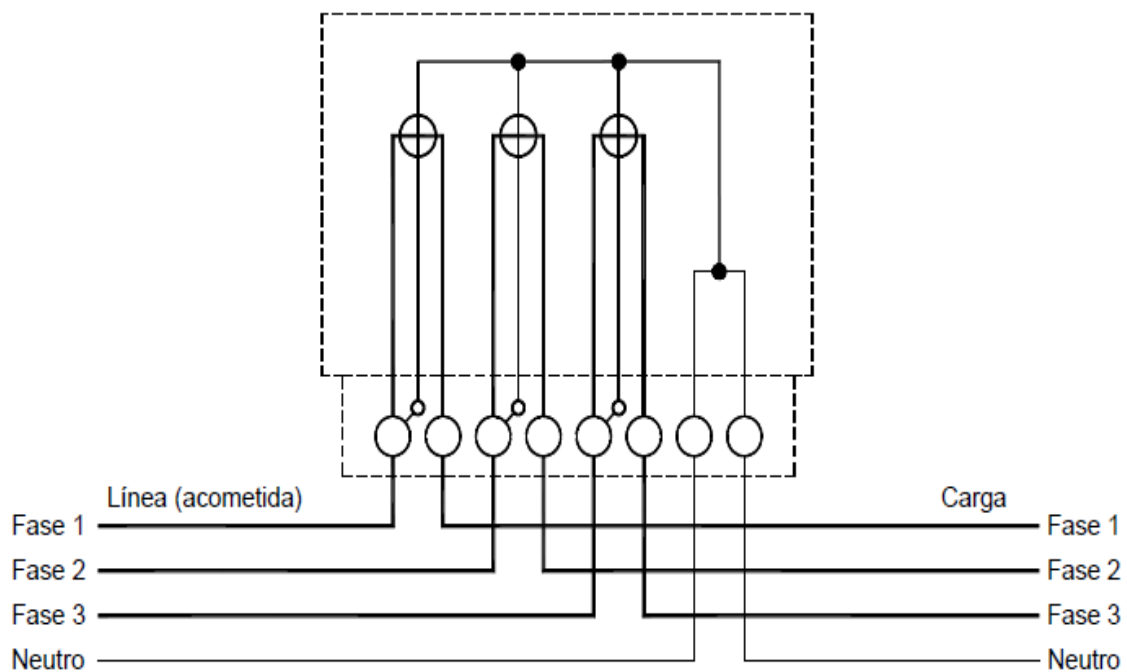 Línea (acometida)
Carga
Fase 1
Fase 1
Fase 2
Fase 2
Fase 3
Fase 3
Neutro
Neutro